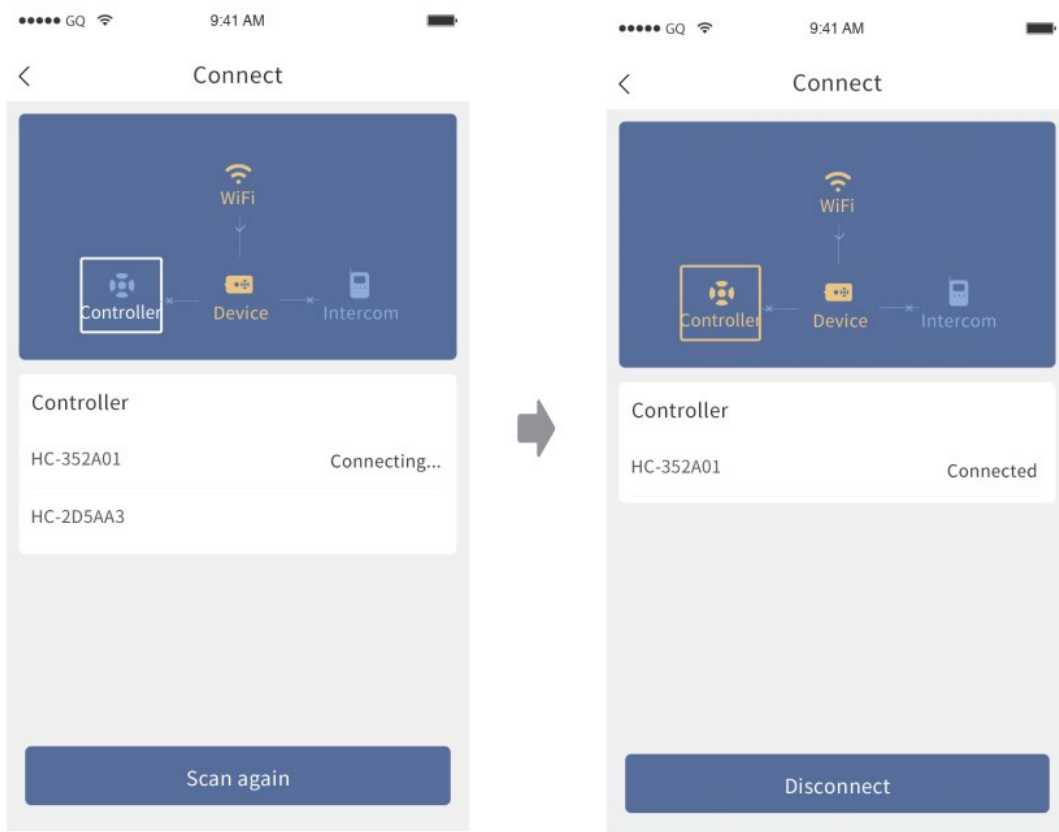 GQ 9:41 AM
Connect
WiFi
Controller Device Intercom
Controller
HC-352A01 Connecting...
HC-2D5AA3
Scan again
GQ 9:41 AM
Connect
WiFi
Controller Device Intercom
Controller
HC-352A01 Connected
Disconnect